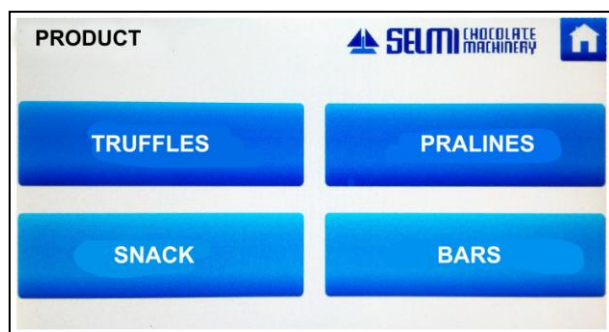 PRODUCT
SELMI CHOCOLATE MACHINERY
TRUFFLES
PRALINES
SNACK
BARS